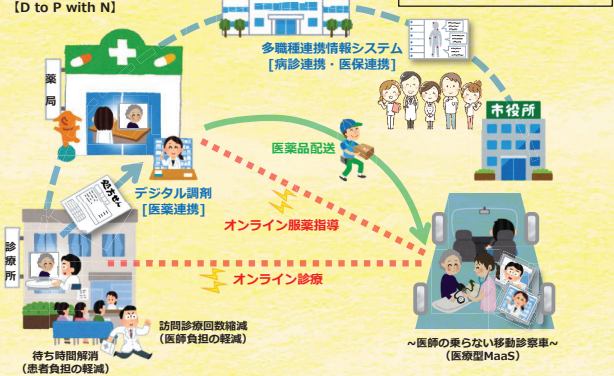 【D to P with N】
多職種連携情報システム
[病診連携・医保連携]
薬局
市役所
医薬品配送
処方せん
デジタル調剤
[医薬連携]
オンライン服薬指導
診療所
オンライン診療
訪問診療回数縮減
（医師負担の軽減）
待ち時間解消
（患者負担の軽減）
~医師の乗らない移動診察車~
（医療型MaaS）